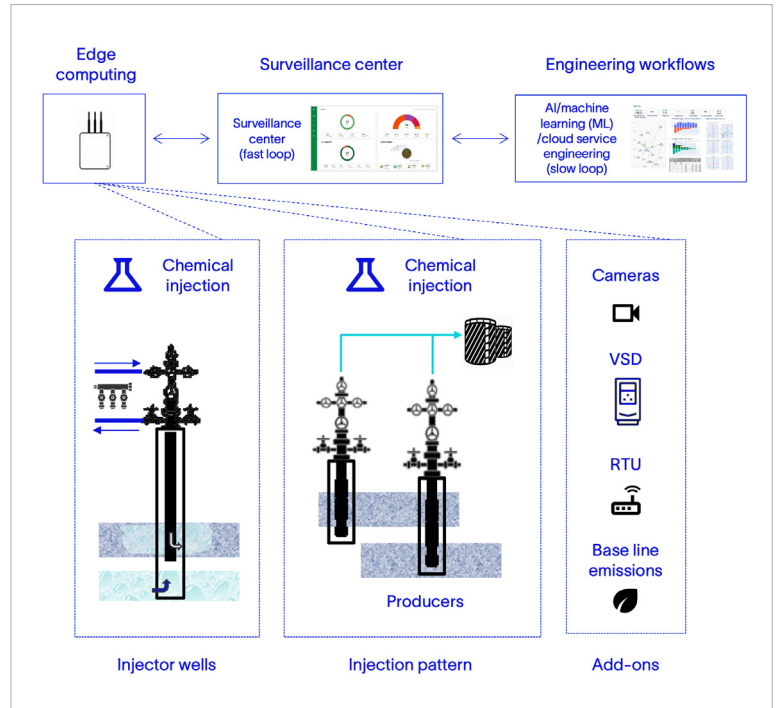 Edge
computing
Surveillance center
Engineering workflows
Surveillance
center
(fast loop)
AI/machine
learning (ML)
/cloud service
engineering
(slow loop)
Chemical
injection
Chemical
injection
Cameras
VSD
RTU
Base line
emissions
Producers
Injector wells
Injection pattern
Add-ons